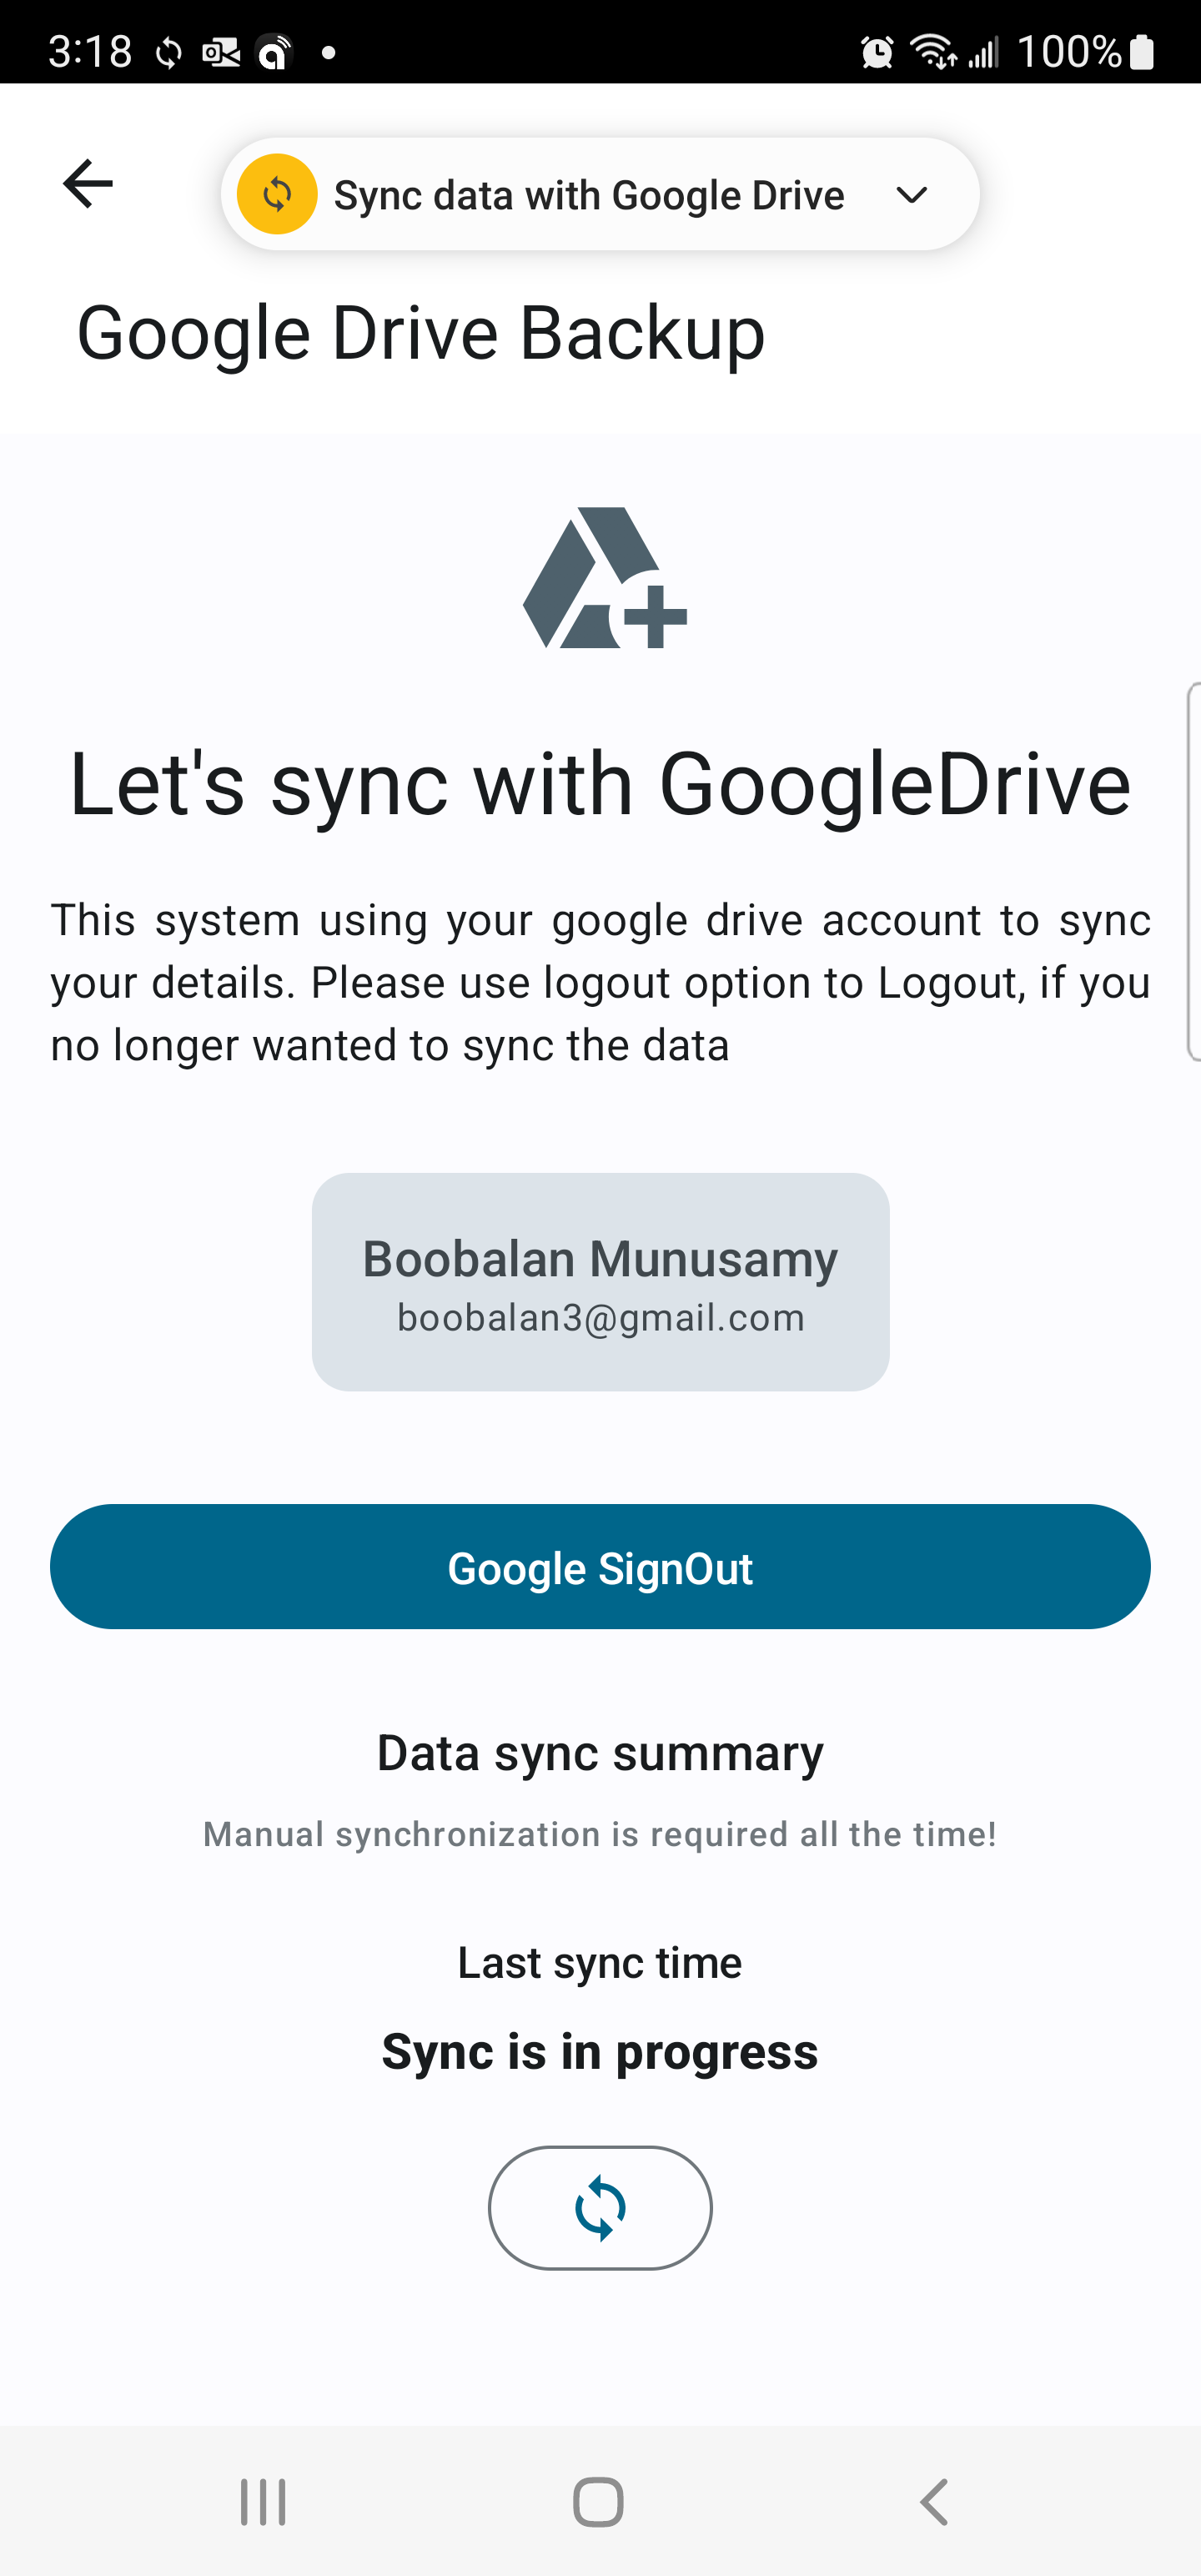 3:18
100%
Sync data with Google Drive
Google Drive Backup
Let's sync with GoogleDrive
This system using your google drive account to sync
your details. Please use logout option to Logout, if you
no longer wanted to sync the data
Boobalan Munusamy
boobalan3@gmail.com
Google SignOut
Data sync summary
Manual synchronization is required all the time!
Last sync time
Sync is in progress